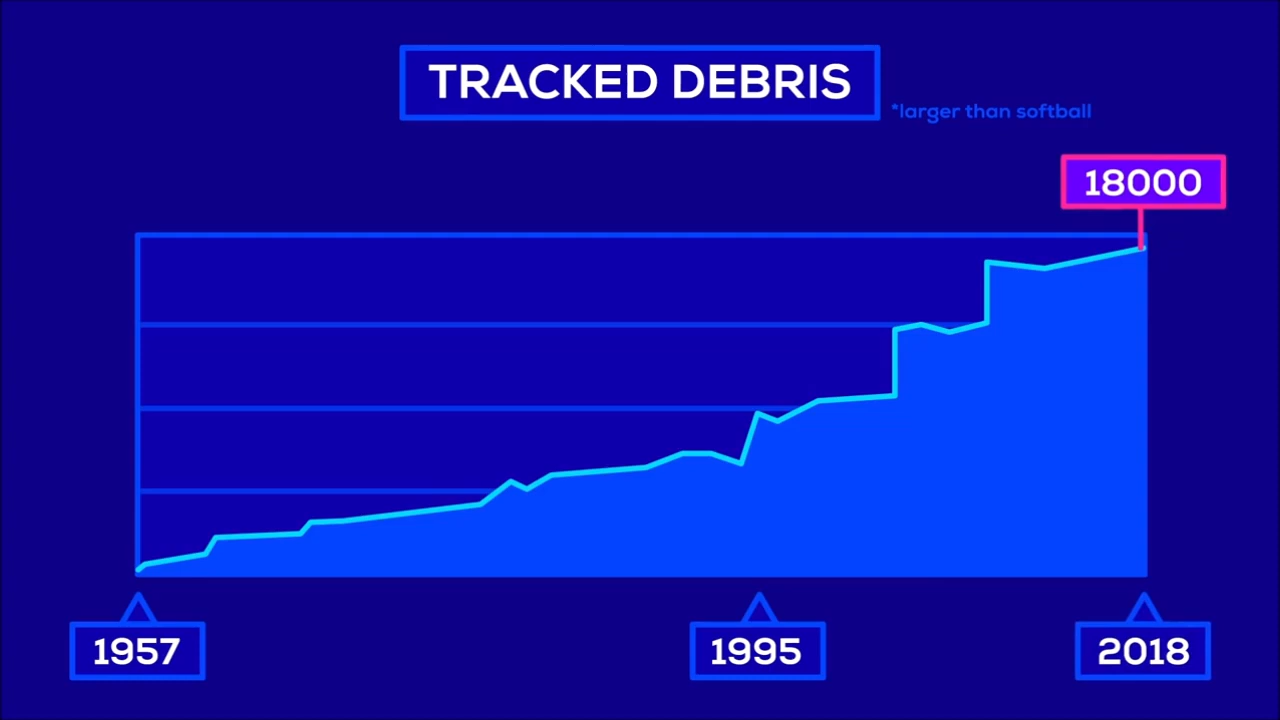 TRACKED DEBRIS
*larger than softball
18000
1957
1995
2018